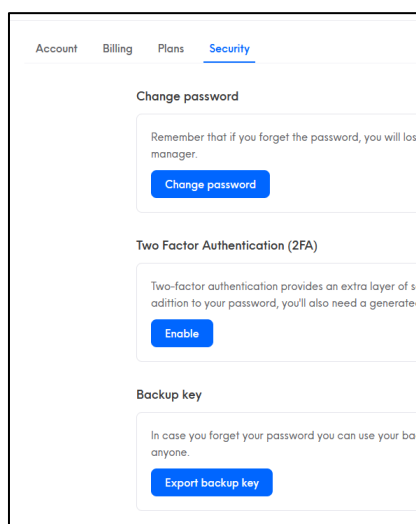 Account Billing Plans Security
Change password
Remember that if you forget the password, you will los
manager.
Change password
Two Factor Authentication (2FA)
Two-factor authentication provides an extra layer of s
adittion to your password, you'll also need a generate
Enable
Backup key
In case you forget your password you can use your ba
anyone.
Export backup key